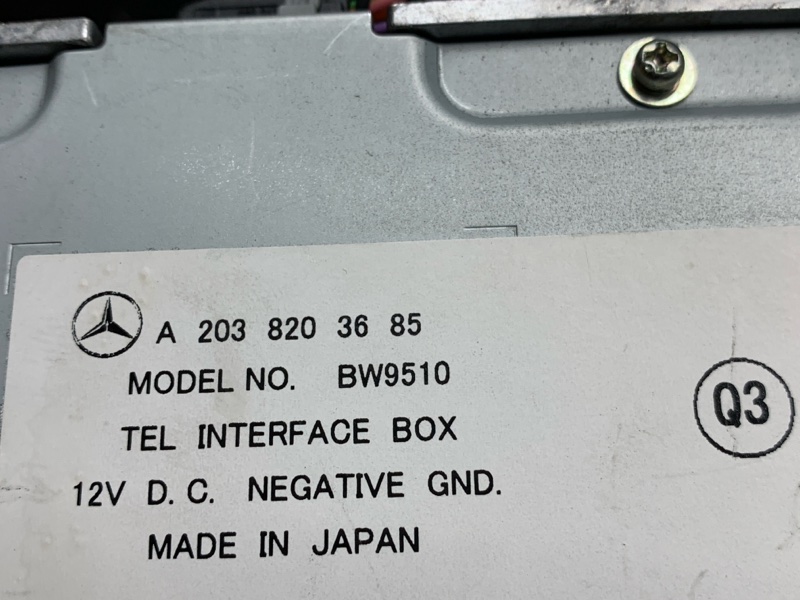 A 203 820 36 85
MODEL NO. BW9510
Q3
TEL INTERFACE BOX
12V D. C. NEGATIVE GND.
MADE IN JAPAN